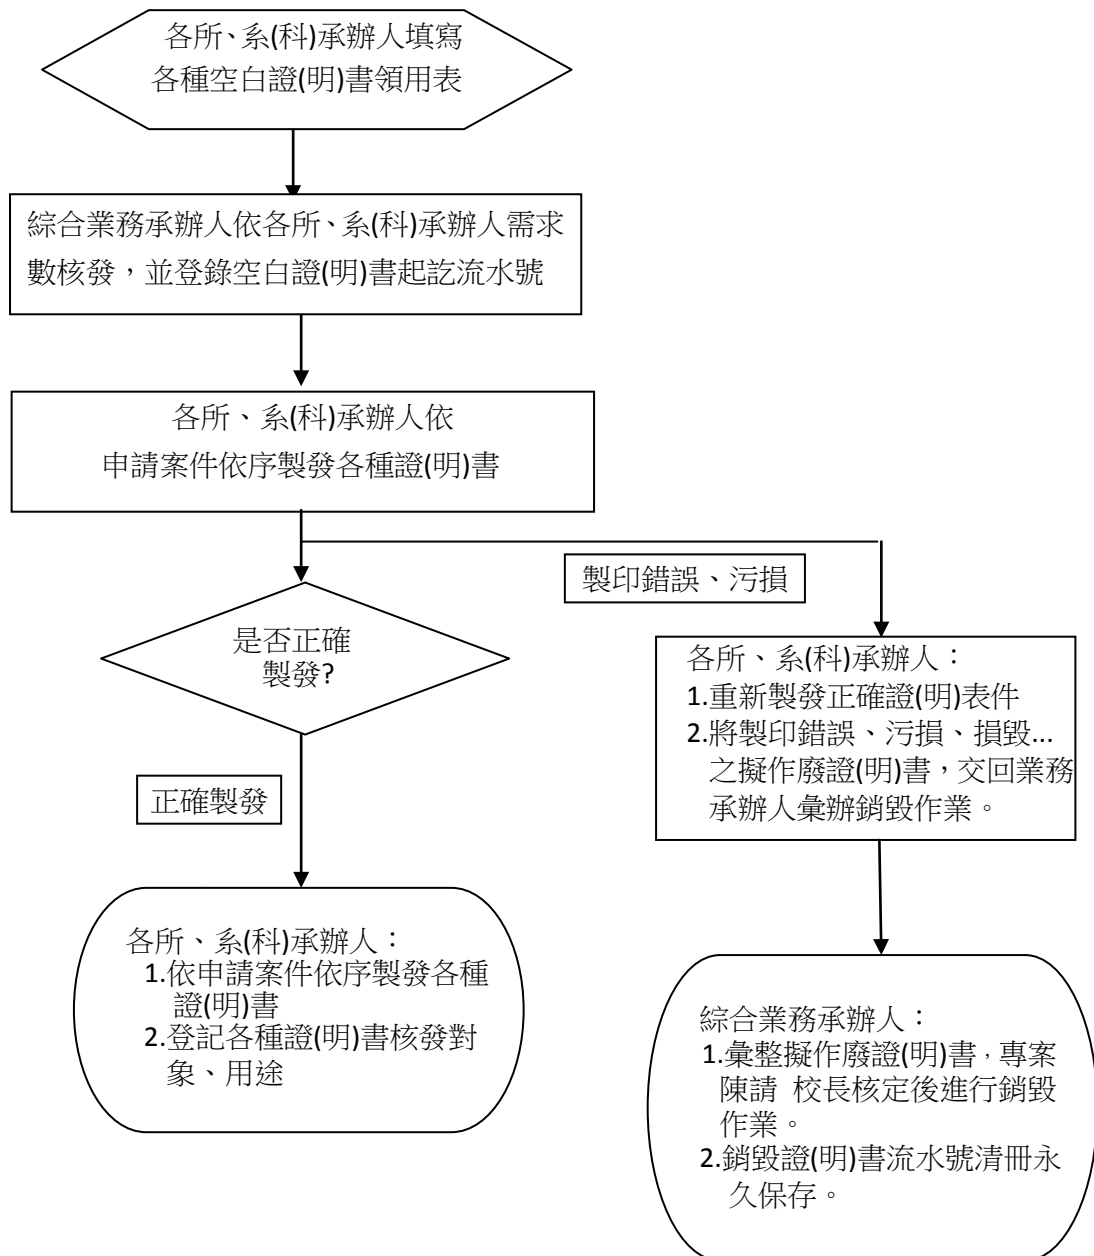 各所、系(科)承辦人填寫
各種空白證(明)書領用表
綜合業務承辦人依各所、系(科)承辦人需求
數核發，並登錄空白證(明)書起訖流水號
各所、系(科)承辦人依
申請案件依序製發各種證(明)書
製印錯誤、污損
是否正確
製發?
各所、系(科)承辦人：
1.重新製發正確證(明)表件
2.將製印錯誤、污損、損毀...
之擬作廢證(明)書，交回業務
承辦人彙辦銷毀作業。
正確製發
各所、系(科)承辦人：
1.依申請案件依序製發各種
證(明)書
2.登記各種證(明)書核發對
象、用途
綜合業務承辦人：
1.彙整擬作廢證(明)書，專案
陳請 校長核定後進行銷毀
作業。
2.銷毀證(明)書流水號清冊永
久保存。